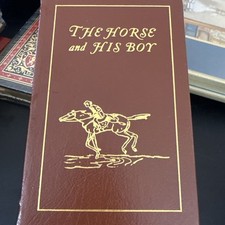 THE HORSE
and HIS BOY